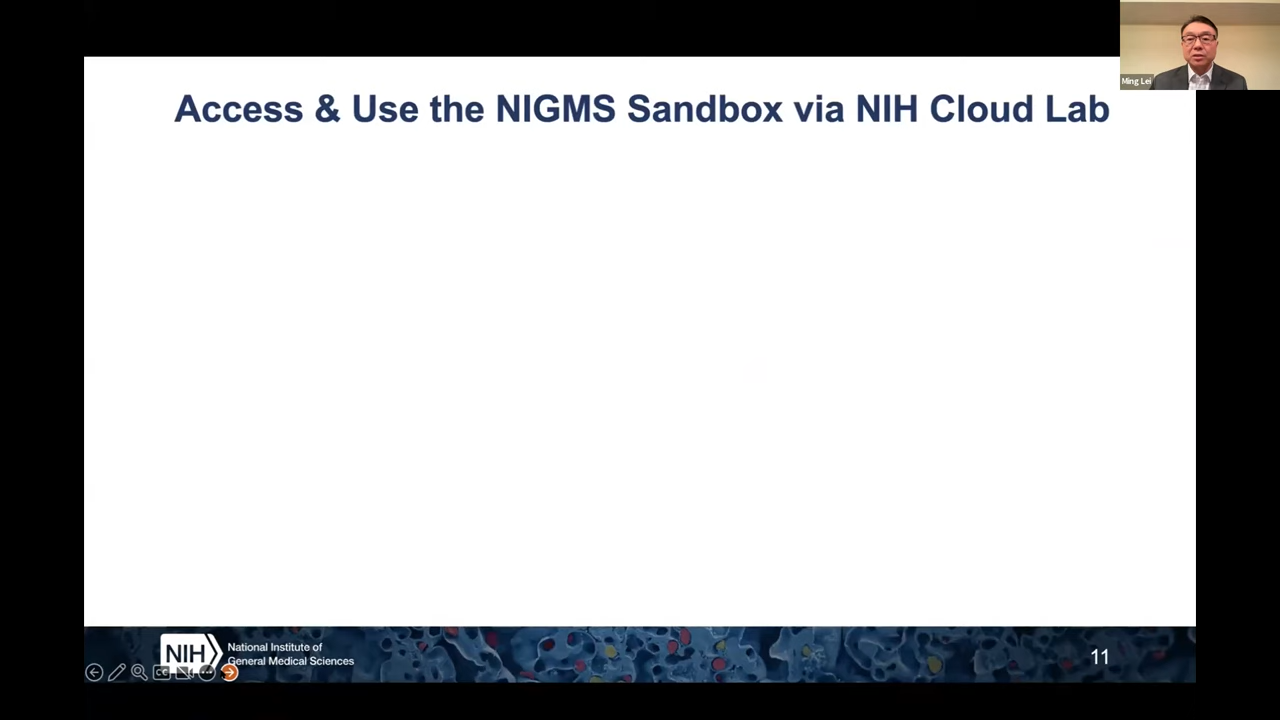 Ming Lei
Access & Use the NIGMS Sandbox via NIH Cloud Lab
NIH
National Institute of
General Medical Sciences
CC
11